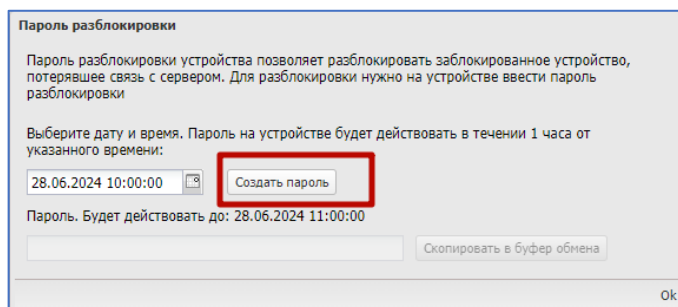 Пароль разблокировки
Пароль разблокировки устройства позволяет разблокировать заблокированное устройство,
потерявшее связь с сервером. Для разблокировки нужно на устройстве ввести пароль
разблокировки
Выберите дату и время. Пароль на устройстве будет действовать в течении 1 часа от
указанного времени:
28.06.2024 10:00:00 Создать пароль
Пароль. Будет действовать до: 28.06.2024 11:00:00
Скопировать в буфер обмена
Ok